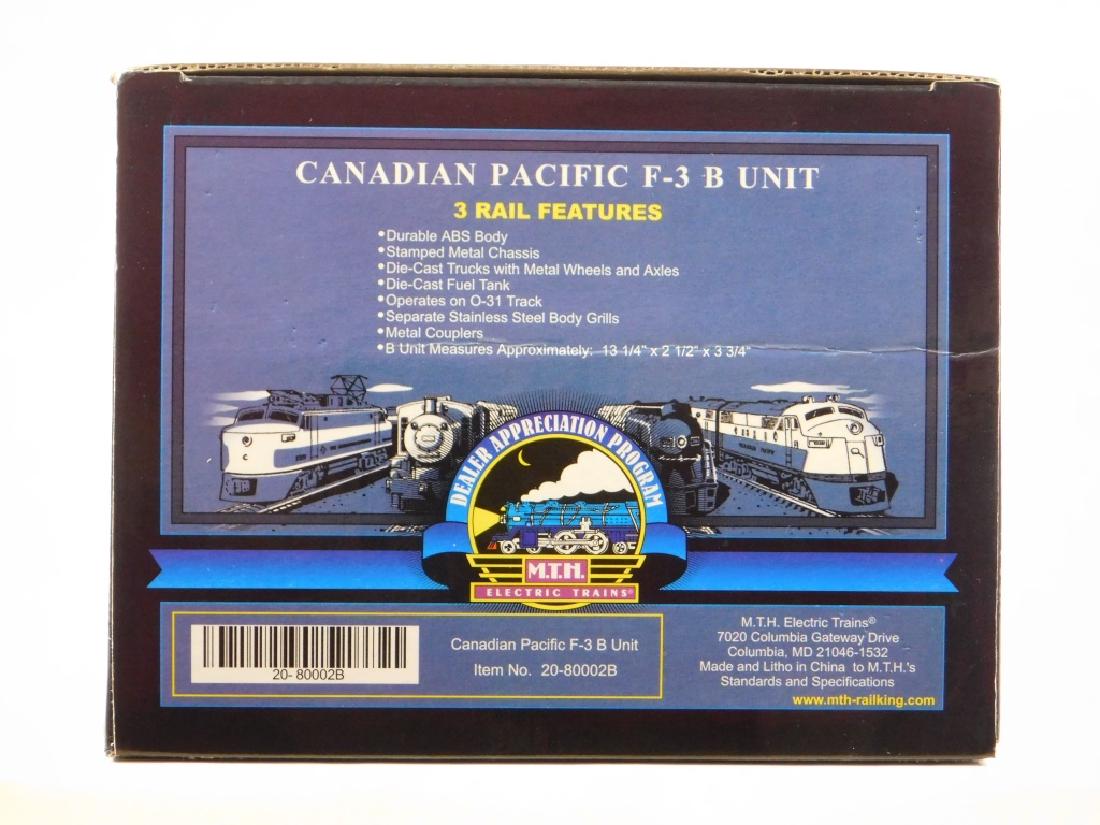 CANADIAN PACIFIC F-3 B UNIT
3 RAIL FEATURES
•Durable ABS Body
•Stamped Metal Chassis
•Die-Cast Trucks with Metal Wheels and Axles
•Die-Cast Fuel Tank
•Operates on O-31 Track
•Separate Stainless Steel Body Grills
•Metal Couplers
•B Unit Measures Approximately: 13 1/4" x 2 1/2" x 3 3/4"
DEALER APPRECIATION PROGRAM
M.T.H.
ELECTRIC TRAINS®
20-80002B
Canadian Pacific F-3 B Unit
Item No. 20-80002B
M.T.H. Electric Trains®
7020 Columbia Gateway Drive
Columbia, MD 21046-1532
Made and Litho in China to M.T.H.'s
Standards and Specifications
www.mth-railking.com